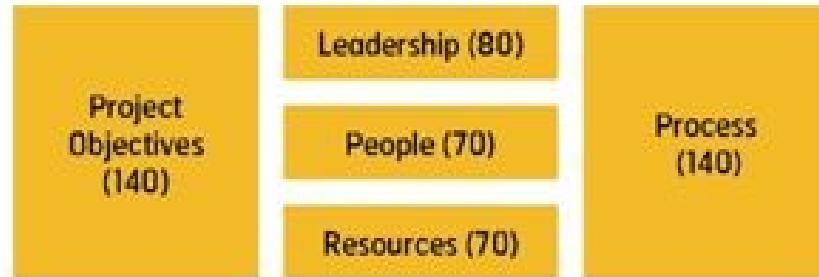 Project
Objectives
(140)
Leadership (80)
People (70)
Resources (70)
Process
(140)